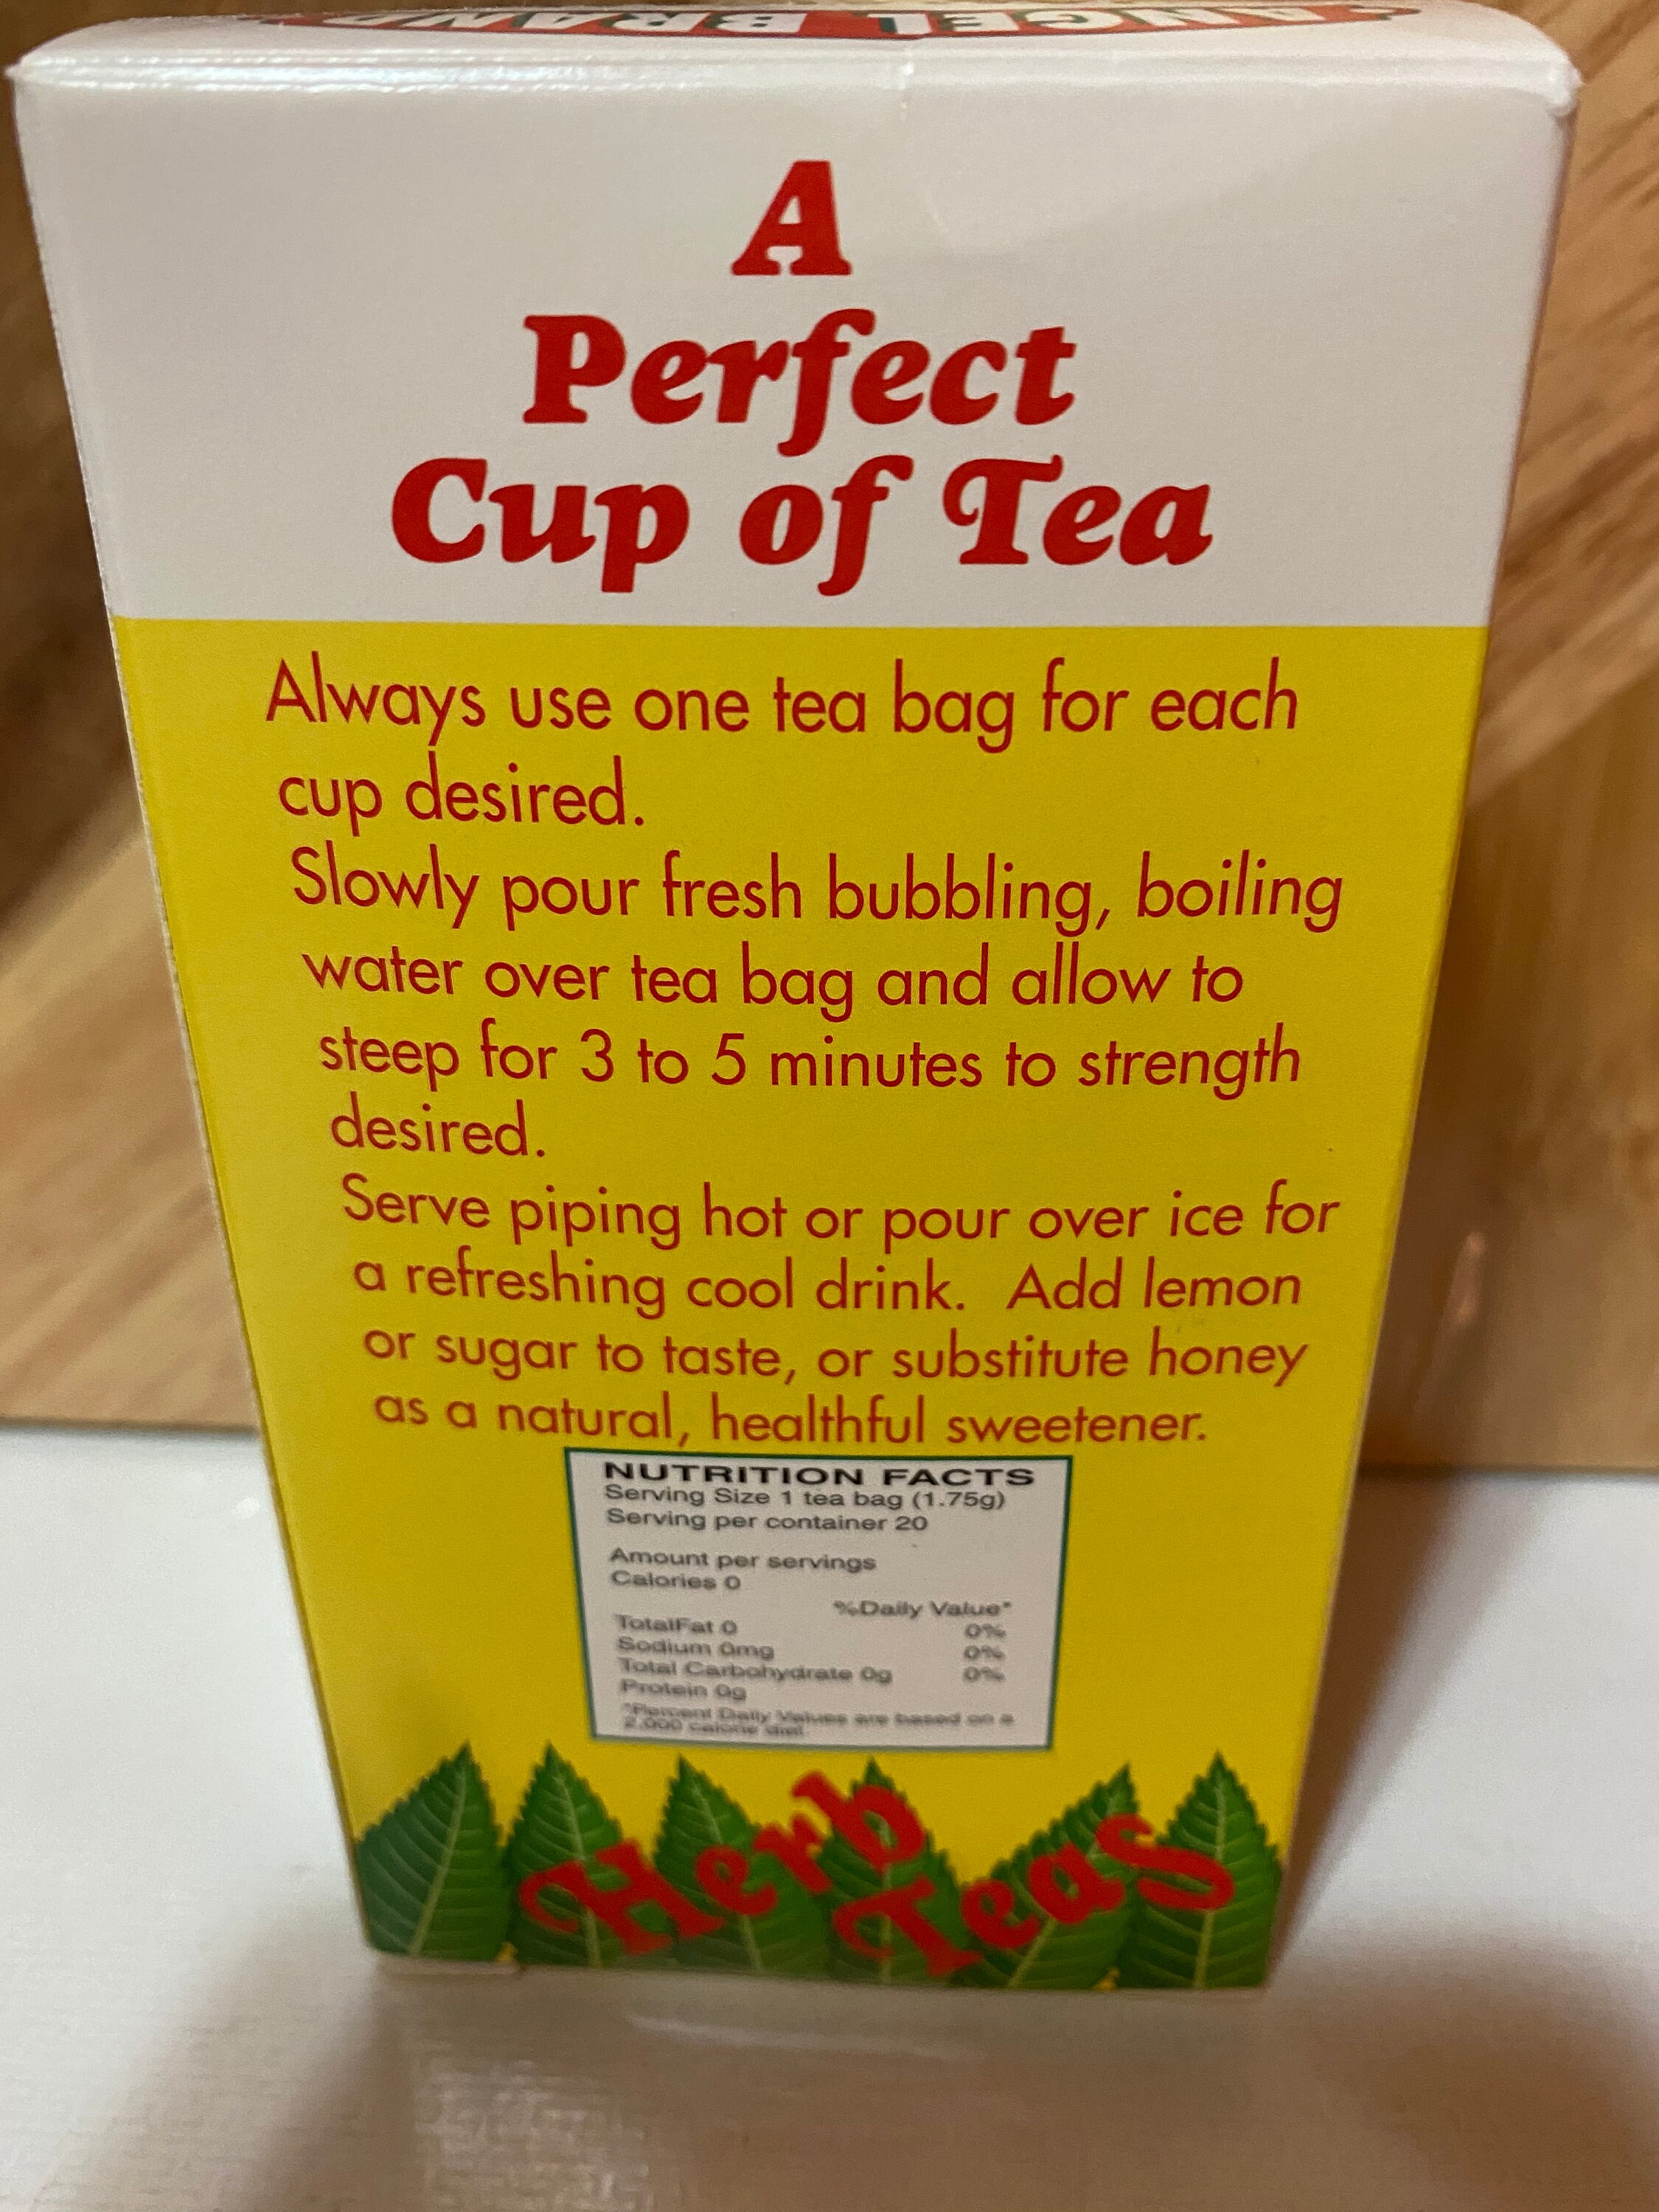 ANGEL BRAND
A
Perfect
Cup of Tea
Always use one tea bag for each
cup desired.
Slowly pour fresh bubbling, boiling
water over tea bag and allow to
steep for 3 to 5 minutes to strength
desired.
Serve piping hot or pour over ice for
a refreshing cool drink. Add lemon
or sugar to taste, or substitute honey
as a natural, healthful sweetener.
NUTRITION FACTS
Serving Size 1 tea bag (1.75g)
Serving per container 20
Amount per servings
Calories 0
%Daily Value*
TotalFat 0 0%
Sodium 0mg 0%
Total Carbohydrate 0g 0%
Protein 0g
*Percent Daily Values are based on a
2,000 calorie diet.
Herb
Teas